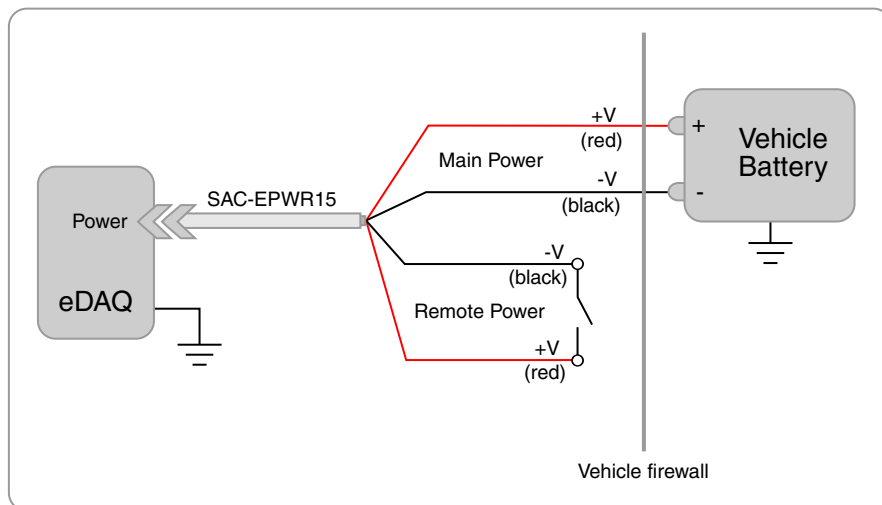 +V
(red)
+
Vehicle
Battery
Main Power
-V
(black)
-
SAC-EPWR15
Power
eDAQ
-V
(black)
Remote Power
+V
(red)
Vehicle firewall